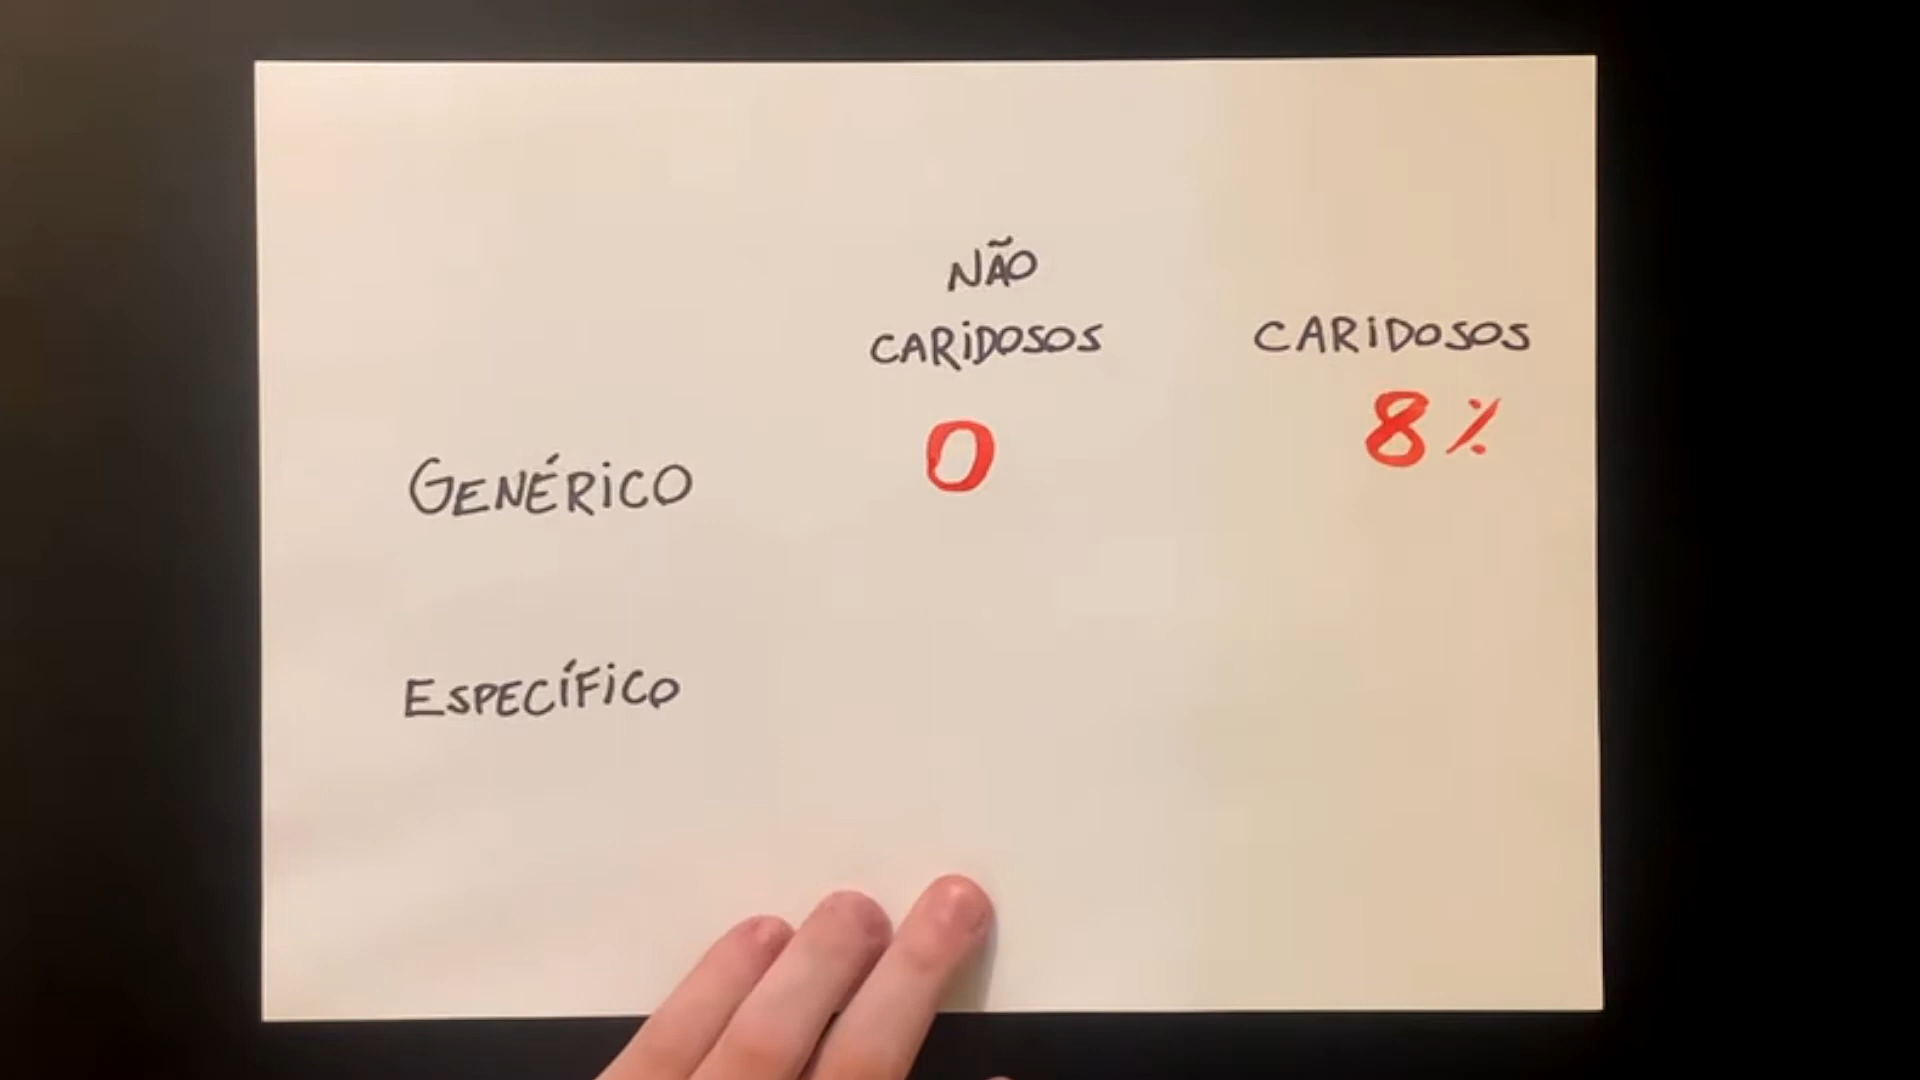 NÃO
CARIDOSOS
CARIDOSOS
GENÉRICO
0
8%
ESPECÍFICO